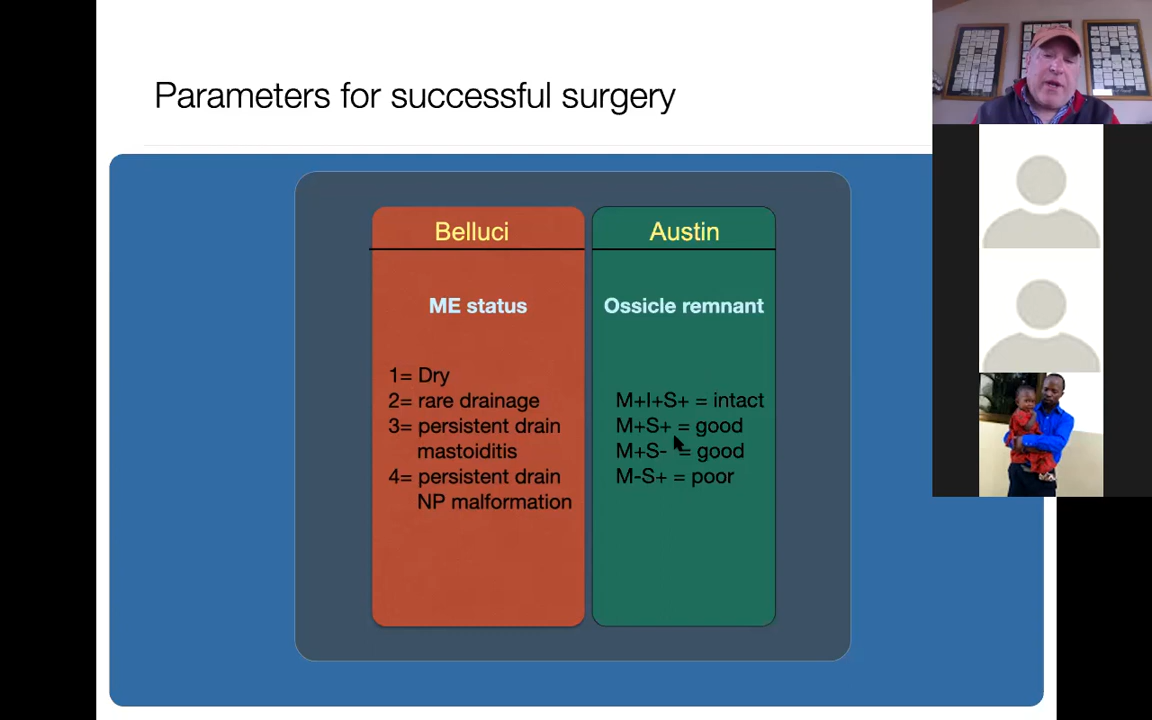 Parameters for successful surgery
Belluci
ME status
1= Dry
2= rare drainage
3= persistent drain
mastoiditis
4= persistent drain
NP malformation
Austin
Ossicle remnant
M+I+S+ = intact
M+S+ = good
M+S- = good
M-S+ = poor